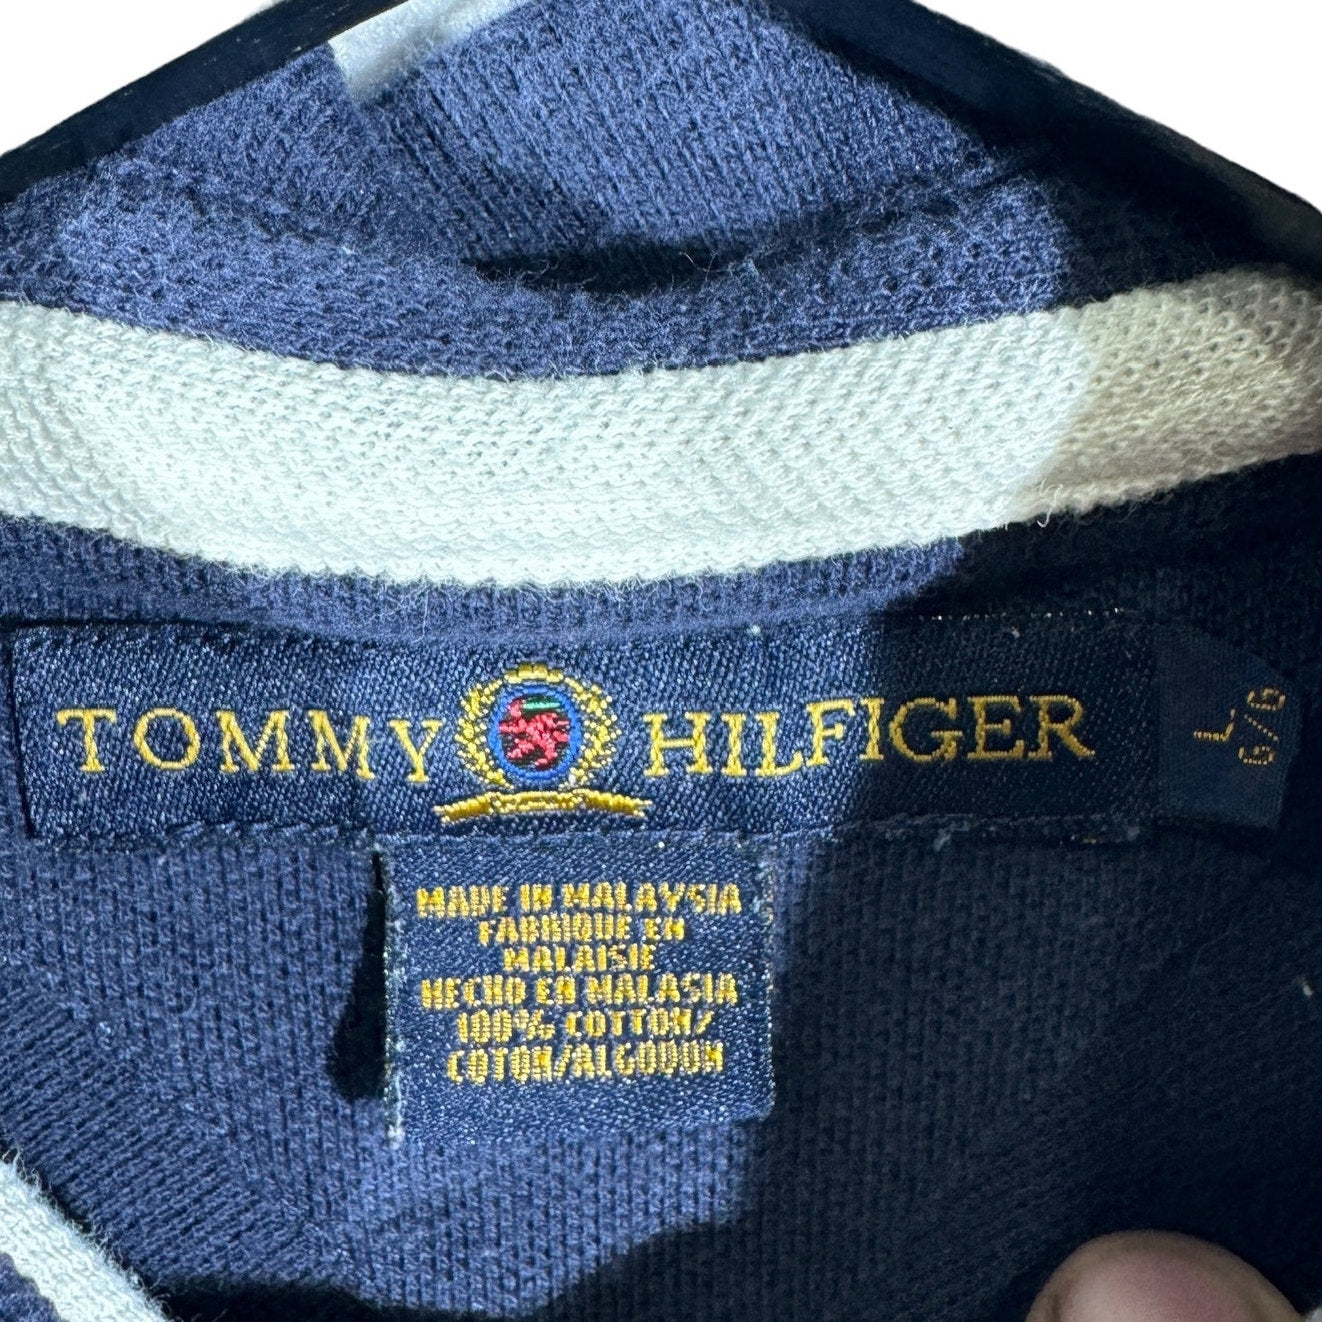 TOMMY HILFIGER
L
G/G
MADE IN MALAYSIA
FABRIQUE EN
MALAISIE
HECHO EN MALASIA
100% COTTON/
COTON/ALGODON